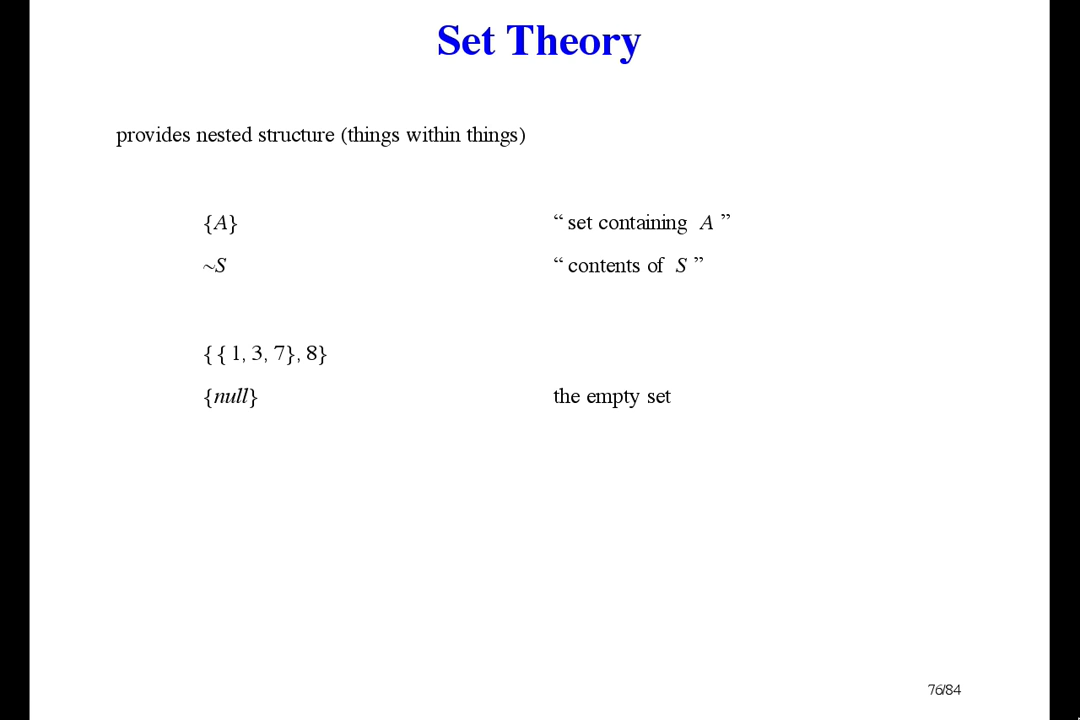 Set Theory
provides nested structure (things within things)
{A} “ set containing A ”
~S “ contents of S ”
{ { 1, 3, 7}, 8}
{null} the empty set
76/84